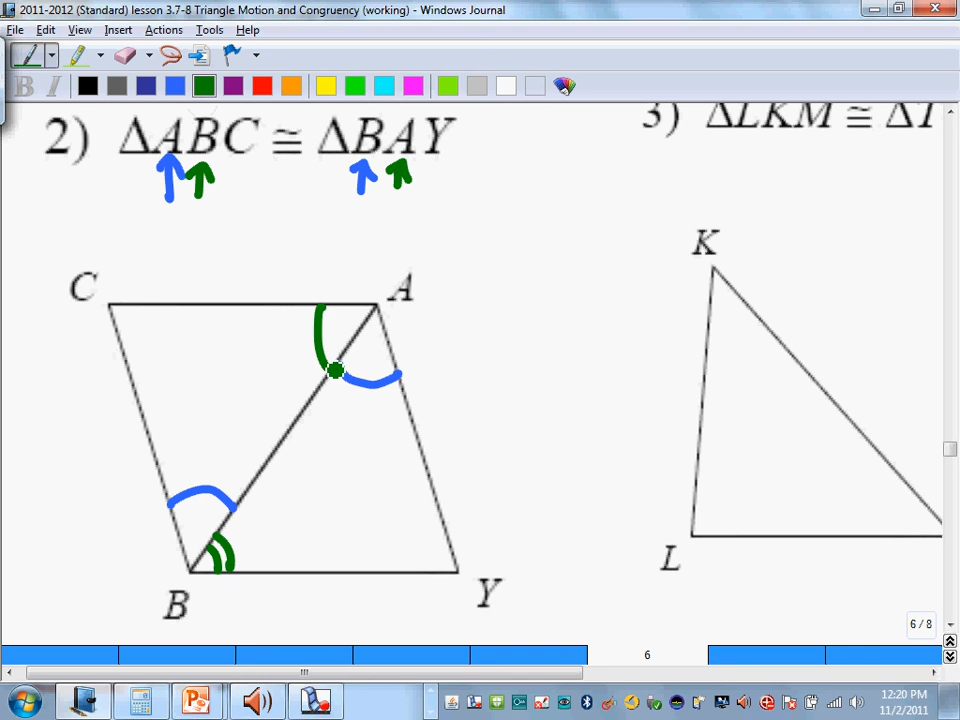 2011-2012 (Standard) lesson 3.7-8 Triangle Motion and Congruency (working) - Windows Journal
File Edit View Insert Actions Tools Help
B I
2) ΔABC ≅ ΔBAY
3) ΔLKM ≅ ΔT
K
C A
L
B Y
6 / 8
6
12:20 PM
11/2/2011